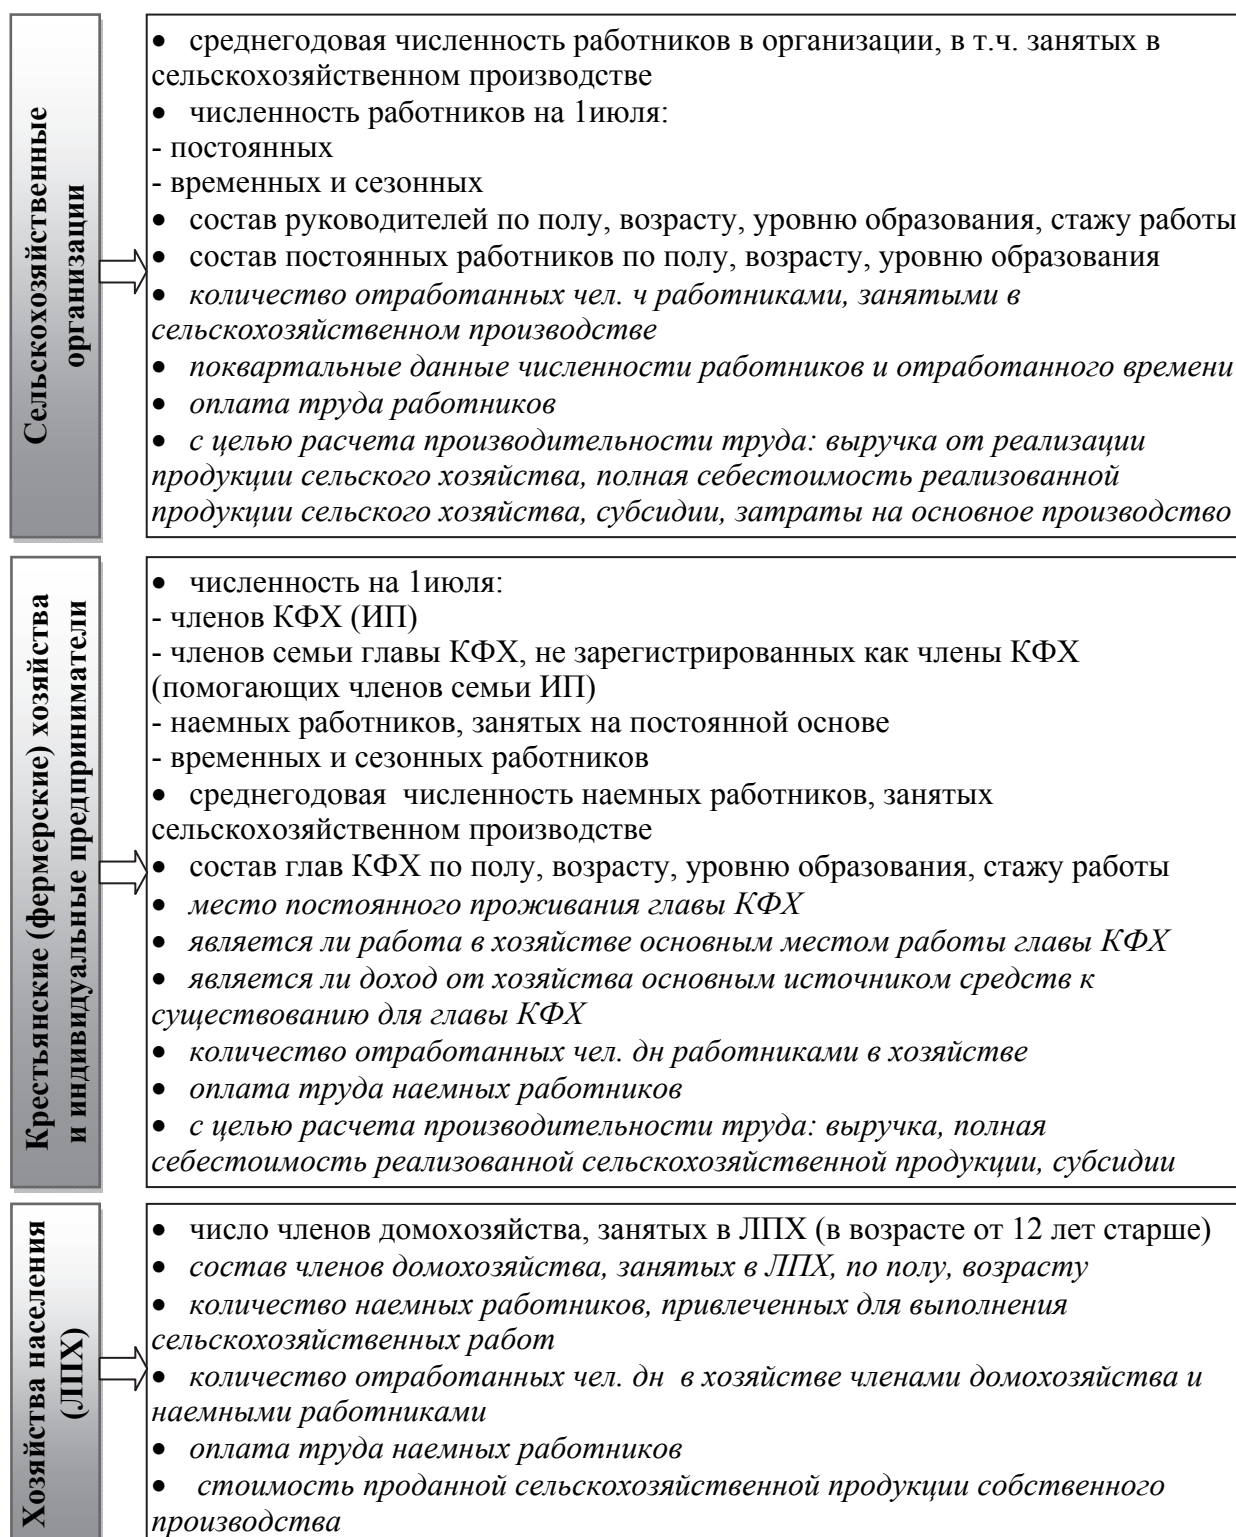 Сельскохозяйственные
организации
• среднегодовая численность работников в организации, в т.ч. занятых в
сельскохозяйственном производстве
• численность работников на 1июля:
- постоянных
- временных и сезонных
• состав руководителей по полу, возрасту, уровню образования, стажу работы
• состав постоянных работников по полу, возрасту, уровню образования
• количество отработанных чел. ч работниками, занятыми в
сельскохозяйственном производстве
• поквартальные данные численности работников и отработанного времени
• оплата труда работников
• с целью расчета производительности труда: выручка от реализации
продукции сельского хозяйства, полная себестоимость реализованной
продукции сельского хозяйства, субсидии, затраты на основное производство
Крестьянские (фермерские) хозяйства
и индивидуальные предприниматели
• численность на 1июля:
- членов КФХ (ИП)
- членов семьи главы КФХ, не зарегистрированных как члены КФХ
(помогающих членов семьи ИП)
- наемных работников, занятых на постоянной основе
- временных и сезонных работников
• среднегодовая численность наемных работников, занятых
сельскохозяйственном производстве
• состав глав КФХ по полу, возрасту, уровню образования, стажу работы
• место постоянного проживания главы КФХ
• является ли работа в хозяйстве основным местом работы главы КФХ
• является ли доход от хозяйства основным источником средств к
существованию для главы КФХ
• количество отработанных чел. дн работниками в хозяйстве
• оплата труда наемных работников
• с целью расчета производительности труда: выручка, полная
себестоимость реализованной сельскохозяйственной продукции, субсидии
Хозяйства населения
(ЛПХ)
• число членов домохозяйства, занятых в ЛПХ (в возрасте от 12 лет старше)
• состав членов домохозяйства, занятых в ЛПХ, по полу, возрасту
• количество наемных работников, привлеченных для выполнения
сельскохозяйственных работ
• количество отработанных чел. дн в хозяйстве членами домохозяйства и
наемными работниками
• оплата труда наемных работников
• стоимость проданной сельскохозяйственной продукции собственного
производства